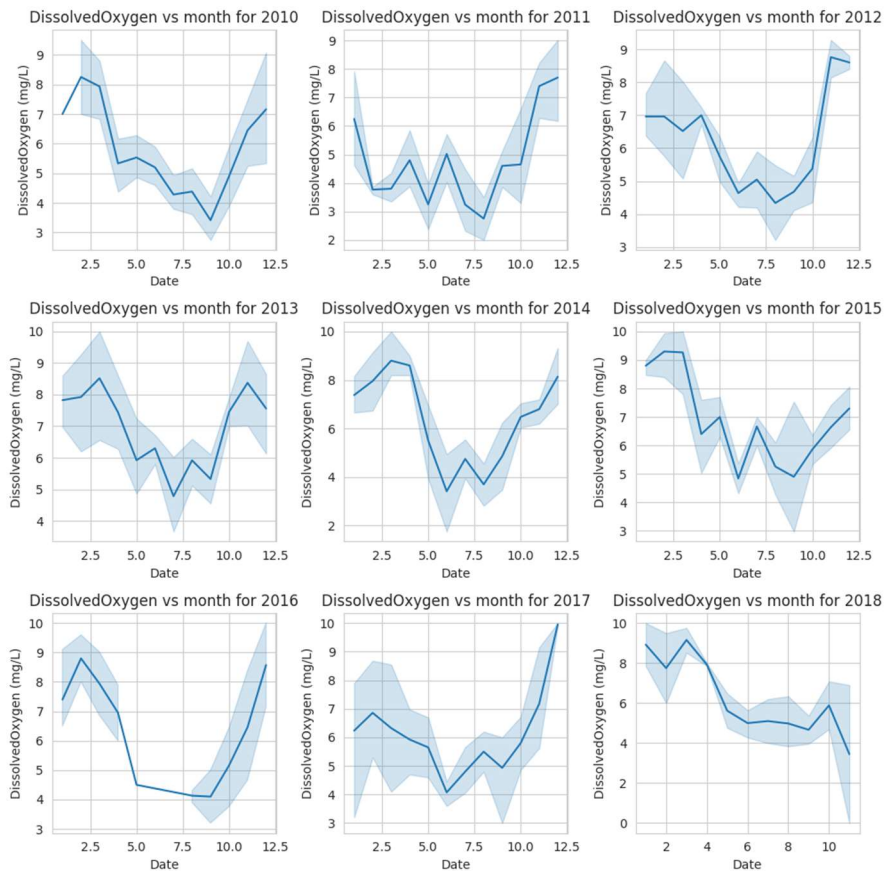 DissolvedOxygen vs month for 2010
DissolvedOxygen (mg/L)
9
8
7
6
5
4
3
2.5 5.0 7.5 10.0 12.5
Date
DissolvedOxygen vs month for 2011
DissolvedOxygen (mg/L)
9
8
7
6
5
4
3
2
2.5 5.0 7.5 10.0 12.5
Date
DissolvedOxygen vs month for 2012
DissolvedOxygen (mg/L)
9
8
7
6
5
4
3
2.5 5.0 7.5 10.0 12.5
Date
DissolvedOxygen vs month for 2013
DissolvedOxygen (mg/L)
10
9
8
7
6
5
4
2.5 5.0 7.5 10.0 12.5
Date
DissolvedOxygen vs month for 2014
DissolvedOxygen (mg/L)
10
8
6
4
2
2.5 5.0 7.5 10.0 12.5
Date
DissolvedOxygen vs month for 2015
DissolvedOxygen (mg/L)
10
9
8
7
6
5
4
3
2.5 5.0 7.5 10.0 12.5
Date
DissolvedOxygen vs month for 2016
DissolvedOxygen (mg/L)
10
9
8
7
6
5
4
3
2.5 5.0 7.5 10.0 12.5
Date
DissolvedOxygen vs month for 2017
DissolvedOxygen (mg/L)
10
9
8
7
6
5
4
3
2.5 5.0 7.5 10.0 12.5
Date
DissolvedOxygen vs month for 2018
DissolvedOxygen (mg/L)
10
8
6
4
2
0
2 4 6 8 10
Date